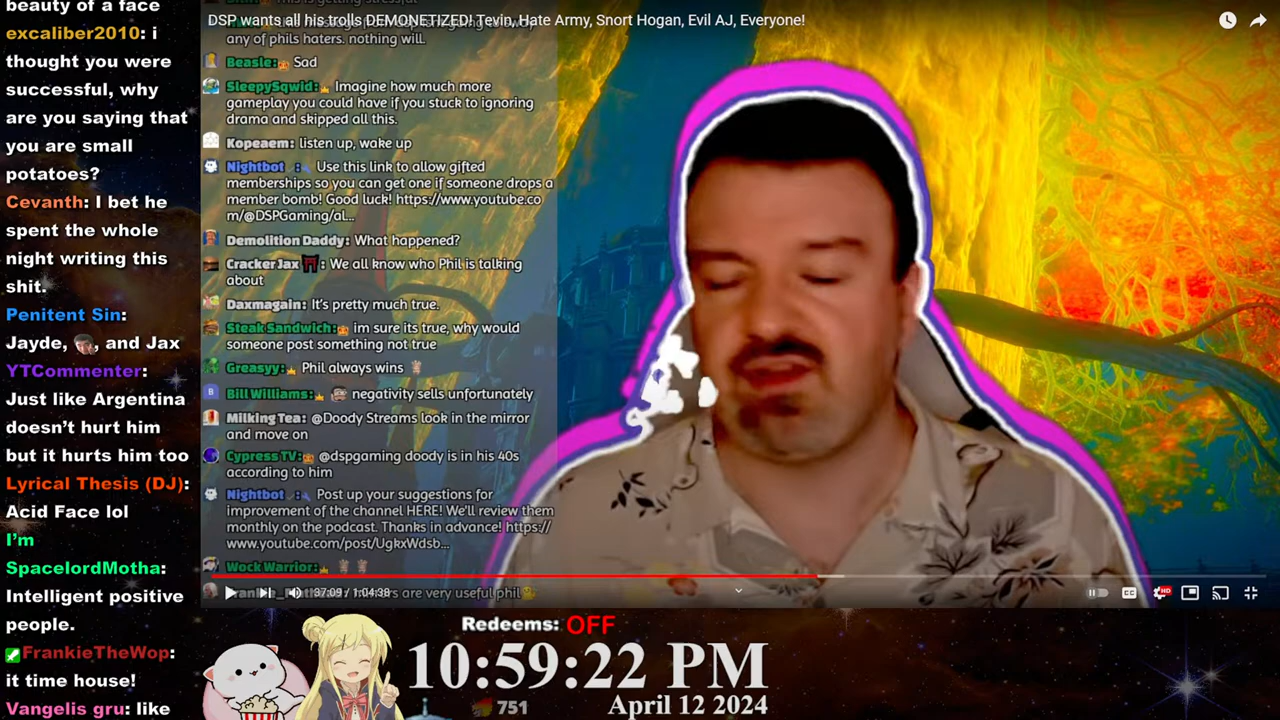 beauty of a face
excaliber2010: i
thought you were
successful, why
are you saying that
you are small
potatoes?
Cevanth: I bet he
spent the whole
night writing this
shit.
Penitent Sin:
Jayde, , and Jax
YTCommenter:
Just like Argentina
doesn't hurt him
but it hurts him too
Lyrical Thesis (DJ):
Acid Face lol
I'm
SpacelordMotha:
Intelligent positive
people.
FrankieTheWop:
it time house!
Vangelis gru: like
DSP wants all his trolls DEMONETIZED! Tevin, Hate Army, Snort Hogan, Evil AJ, Everyone!
any of phils haters. nothing will.
Beasle: Sad
SleepySqwid: Imagine how much more
gameplay you could have if you stuck to ignoring
drama and skipped all this.
Kopeaem: listen up, wake up
Nightbot : Use this link to allow gifted
memberships so you can get one if someone drops a
member bomb! Good luck! https://www.youtube.co
m/@DSPGaming/al...
Demolition Daddy: What happened?
CrackerJax : We all know who Phil is talking
about
Daxmagain: It's pretty much true.
Steak Sandwich: im sure its true, why would
someone post something not true
Greasyy: Phil always wins
Bill Williams: negativity sells unfortunately
MilkingTea: @Doody Streams look in the mirror
and move on
Cypress TV: @dspgaming doody is in his 40s
according to him
Nightbot : Post up your suggestions for
improvement of the channel HERE! We'll review them
monthly on the podcast. Thanks in advance! https://
www.youtube.com/post/UgkxWdsb...
Wock Warrior:
are very useful phil
37:09 / 1:04:38
CC
HD
Redeems: OFF
10:59:22 PM
751
April 12 2024